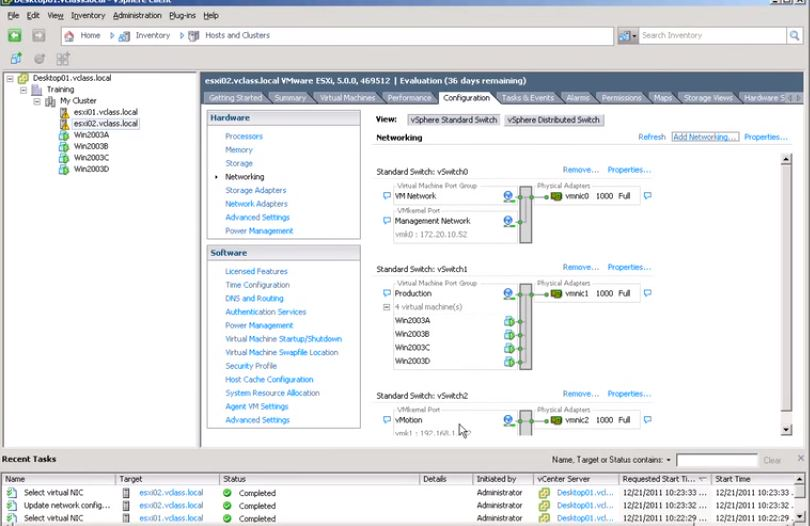 Desktop01.vclass.local - vSphere Client
File Edit View Inventory Administration Plug-ins Help
Home Inventory Hosts and Clusters Search Inventory
Desktop01.vclass.local
Training
My Cluster
esxi01.vclass.local
esxi02.vclass.local
Win2003A
Win2003B
Win2003C
Win2003D
esxi02.vclass.local VMware ESXi, 5.0.0, 469512 | Evaluation (36 days remaining)
Getting Started Summary Virtual Machines Performance Configuration Tasks & Events Alarms Permissions Maps Storage Views Hardware S
Hardware
Processors
Memory
Storage
Networking
Storage Adapters
Network Adapters
Advanced Settings
Power Management
Software
Licensed Features
Time Configuration
DNS and Routing
Authentication Services
Power Management
Virtual Machine Startup/Shutdown
Virtual Machine Swapfile Location
Security Profile
Host Cache Configuration
System Resource Allocation
Agent VM Settings
Advanced Settings
View: vSphere Standard Switch vSphere Distributed Switch
Networking Refresh Add Networking... Properties...
Standard Switch: vSwitch0 Remove... Properties...
Virtual Machine Port Group Physical Adapters
VM Network vmnic0 1000 Full
VMkernel Port
Management Network
vmk0 : 172.20.10.52
Standard Switch: vSwitch1 Remove... Properties...
Virtual Machine Port Group Physical Adapters
Production vmnic1 1000 Full
4 virtual machine(s)
Win2003A
Win2003B
Win2003C
Win2003D
Standard Switch: vSwitch2 Remove... Properties...
VMkernel Port Physical Adapters
vMotion vmnic2 1000 Full
vmk1 : 192.168.1
Recent Tasks Name, Target or Status contains: Clear
Name Target Status Details Initiated by vCenter Server Requested Start Ti... Start Time
Select virtual NIC esxi02.vclass.local Completed Administrator Desktop01.vcl... 12/21/2011 10:23:33 ... 12/21/2011 10:23:33 .
Update network config... esxi02.vclass.local Completed Administrator Desktop01.vcl... 12/21/2011 10:23:32 ... 12/21/2011 10:23:32 .
Select virtual NIC esxi02.vclass.local Completed Administrator Desktop01.vcl... 12/21/2011 10:22:29 ... 12/21/2011 10:22:29 .